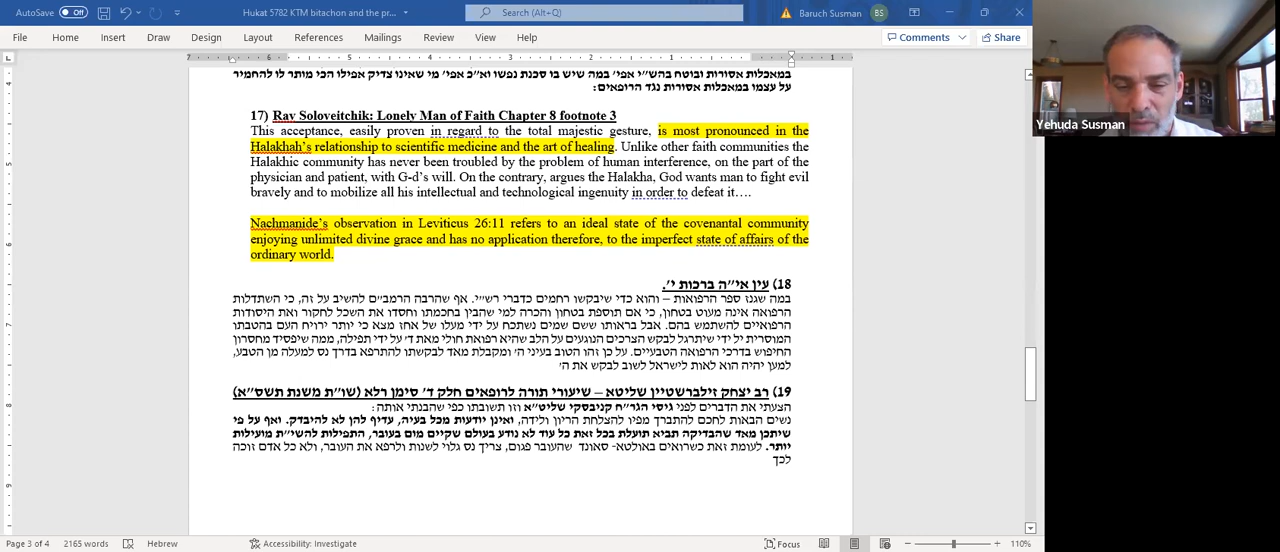 AutoSave Off Hukat 5782 KTM bitachon and the pr... Search (Alt+Q) Baruch Susman BS
File Home Insert Draw Design Layout References Mailings Review View Help Comments Share
7 6 5 4 3 2 1 1
במאכלות אסורות ובוטח בהש"י אפי' במה שיש בו סכנת נפשו וא"כ אפי' מי שאינו צדיק אפילו הכי מותר לו להחמיר
על עצמו במאכלות אסורות נגד הרופאים:
17) Rav Soloveitchik: Lonely Man of Faith Chapter 8 footnote 3
This acceptance, easily proven in regard to the total majestic gesture, is most pronounced in the
Halakhah's relationship to scientific medicine and the art of healing. Unlike other faith communities the
Halakhic community has never been troubled by the problem of human interference, on the part of the
physician and patient, with G-d's will. On the contrary, argues the Halakha, God wants man to fight evil
bravely and to mobilize all his intellectual and technological ingenuity in order to defeat it….
Nachmanide's observation in Leviticus 26:11 refers to an ideal state of the covenantal community
enjoying unlimited divine grace and has no application therefore, to the imperfect state of affairs of the
ordinary world.
18) עין אי"ה ברכות י'.
במה שגנז ספר הרפואות – והוא כדי שיבקשו רחמים כדברי רש"י. אף שהרבה הרמב"ם להשיב על זה, כי השתדלות
הרפואה אינה מעוט בטחון, כי אם תוספת בטחון והכרה למי שהבין בחכמתו וחסדו את השכל לחקור ואת היסודות
הרפואיים להשתמש בהם. אבל בראותו ששם שמים נשתכח על ידי מעלו של אחז מצא כי יותר ירויח העם בהטבתו
המוסרית יל ידי שיתרגל לבקש הצרכים הנוגעים על הלב שהיא רפואת חולי מאת ד' על ידי תפילה, ממה שיפסיד מחסרון
החיפוש בדרכי הרפואה הטבעיים. על כן זהו הטוב בעיני ה' ומקבלת מאד לבקשתו להתרפא בדרך נס למעלה מן הטבע,
למען יהיה הוא לאות לישראל לשוב לבקש את ה'
19) רב יצחק זילברשטיין שליטא – שיעורי תורה לרופאים חלק ד' סימן רלא (שו"ת משנת תשס"א)
הצעתי את הדברים לפני גיסי הגר"ח קניבסקי שליט"א וזו תשובתו כפי שהבנתי אותה:
נשים הבאות לחכם להתברך מפיו להצלחת הריון ולידה, ואינן יודעות מכל בעיה, עדיף להן לא להיבדק. ואף על פי
שיתכן מאד שהבדיקה תביא תועלת בכל זאת כל עוד לא נודע בעולם שקיים מום בעובר, התפילות להשי"ת מועילות
יותר. לעומת זאת כשרואים באולטא- סאונד שהעובר פגום, צריך נס גלוי לשנות ולרפא את העובר, ולא כל אדם זוכה
לכך
Yehuda Susman
Page 3 of 4 2165 words Hebrew Accessibility: Investigate Focus 110%